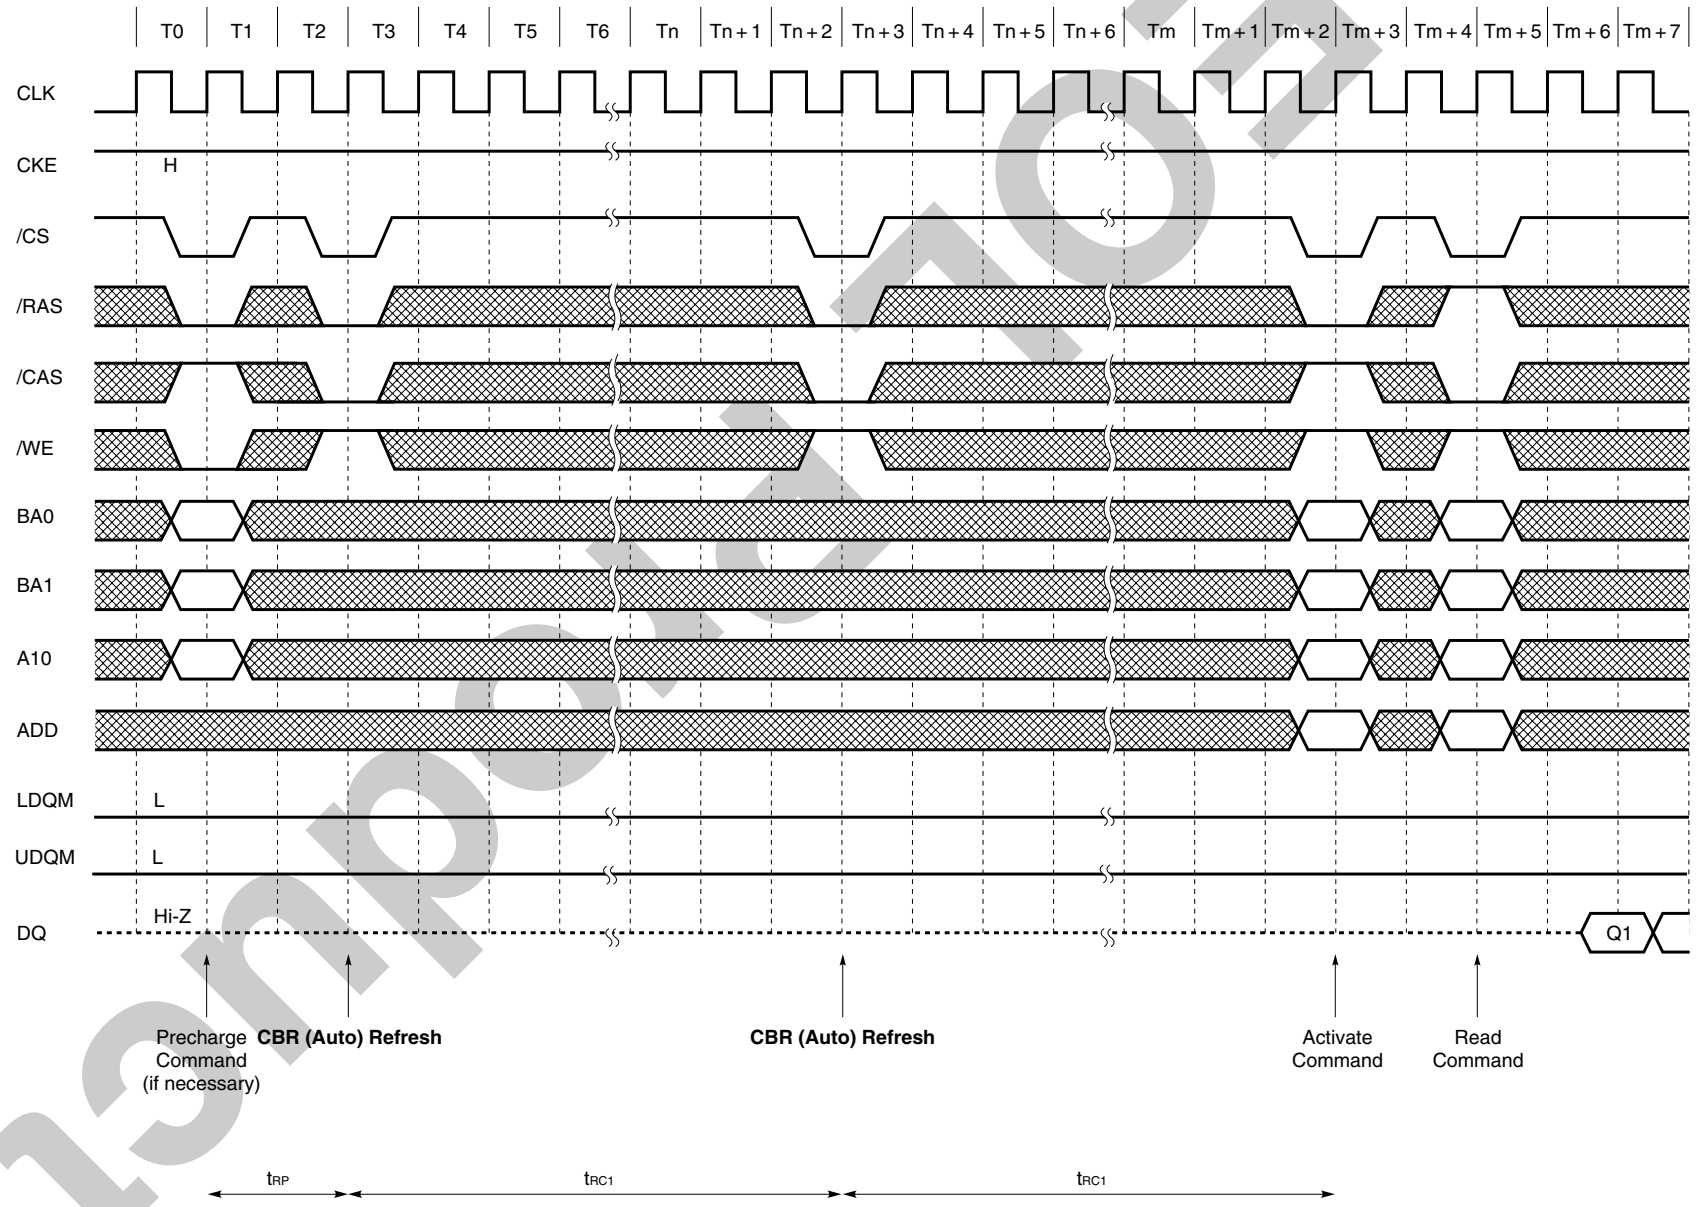 T0 T1 T2 T3 T4 T5 T6 Tn Tn + 1 Tn + 2 Tn + 3 Tn + 4 Tn + 5 Tn + 6 Tm Tm + 1 Tm + 2 Tm + 3 Tm + 4 Tm + 5 Tm + 6 Tm + 7
CLK
CKE H
/CS
/RAS
/CAS
/WE
BA0
BA1
A10
ADD
LDQM L
UDQM L
Hi-Z
DQ Q1
Precharge CBR (Auto) Refresh CBR (Auto) Refresh Activate Read
Command Command Command
(if necessary)
tRP tRC1 tRC1
EOL Product